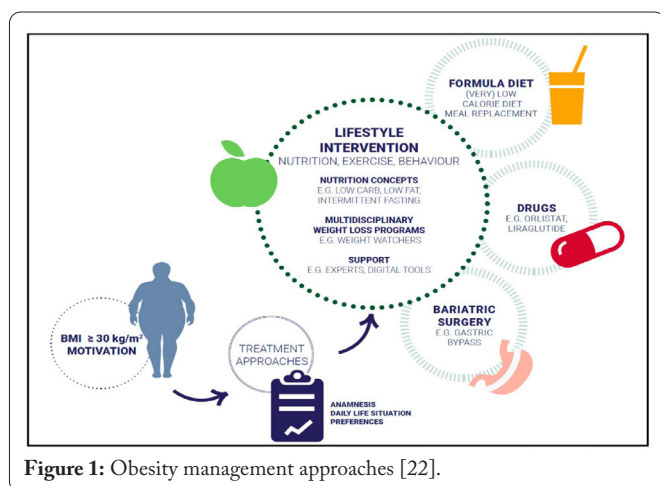 FORMULA DIET
(VERY) LOW
CALORIE DIET
MEAL REPLACEMENT
LIFESTYLE
INTERVENTION
NUTRITION, EXERCISE, BEHAVIOUR
NUTRITION CONCEPTS
E.G. LOW CARB, LOW FAT,
INTERMITTENT FASTING
MULTIDISCIPLINARY
WEIGHT LOSS PROGRAMS
E.G. WEIGHT WATCHERS
SUPPORT
E.G. EXPERTS, DIGITAL TOOLS
DRUGS
E.G. ORLISTAT,
LIRAGLUTIDE
BARIATRIC
SURGERY
E.G. GASTRIC
BYPASS
BMI ≥ 30 kg/m²
MOTIVATION
TREATMENT
APPROACHES
ANAMNESIS
DAILY LIFE SITUATION
PREFERENCES
Figure 1: Obesity management approaches [22].